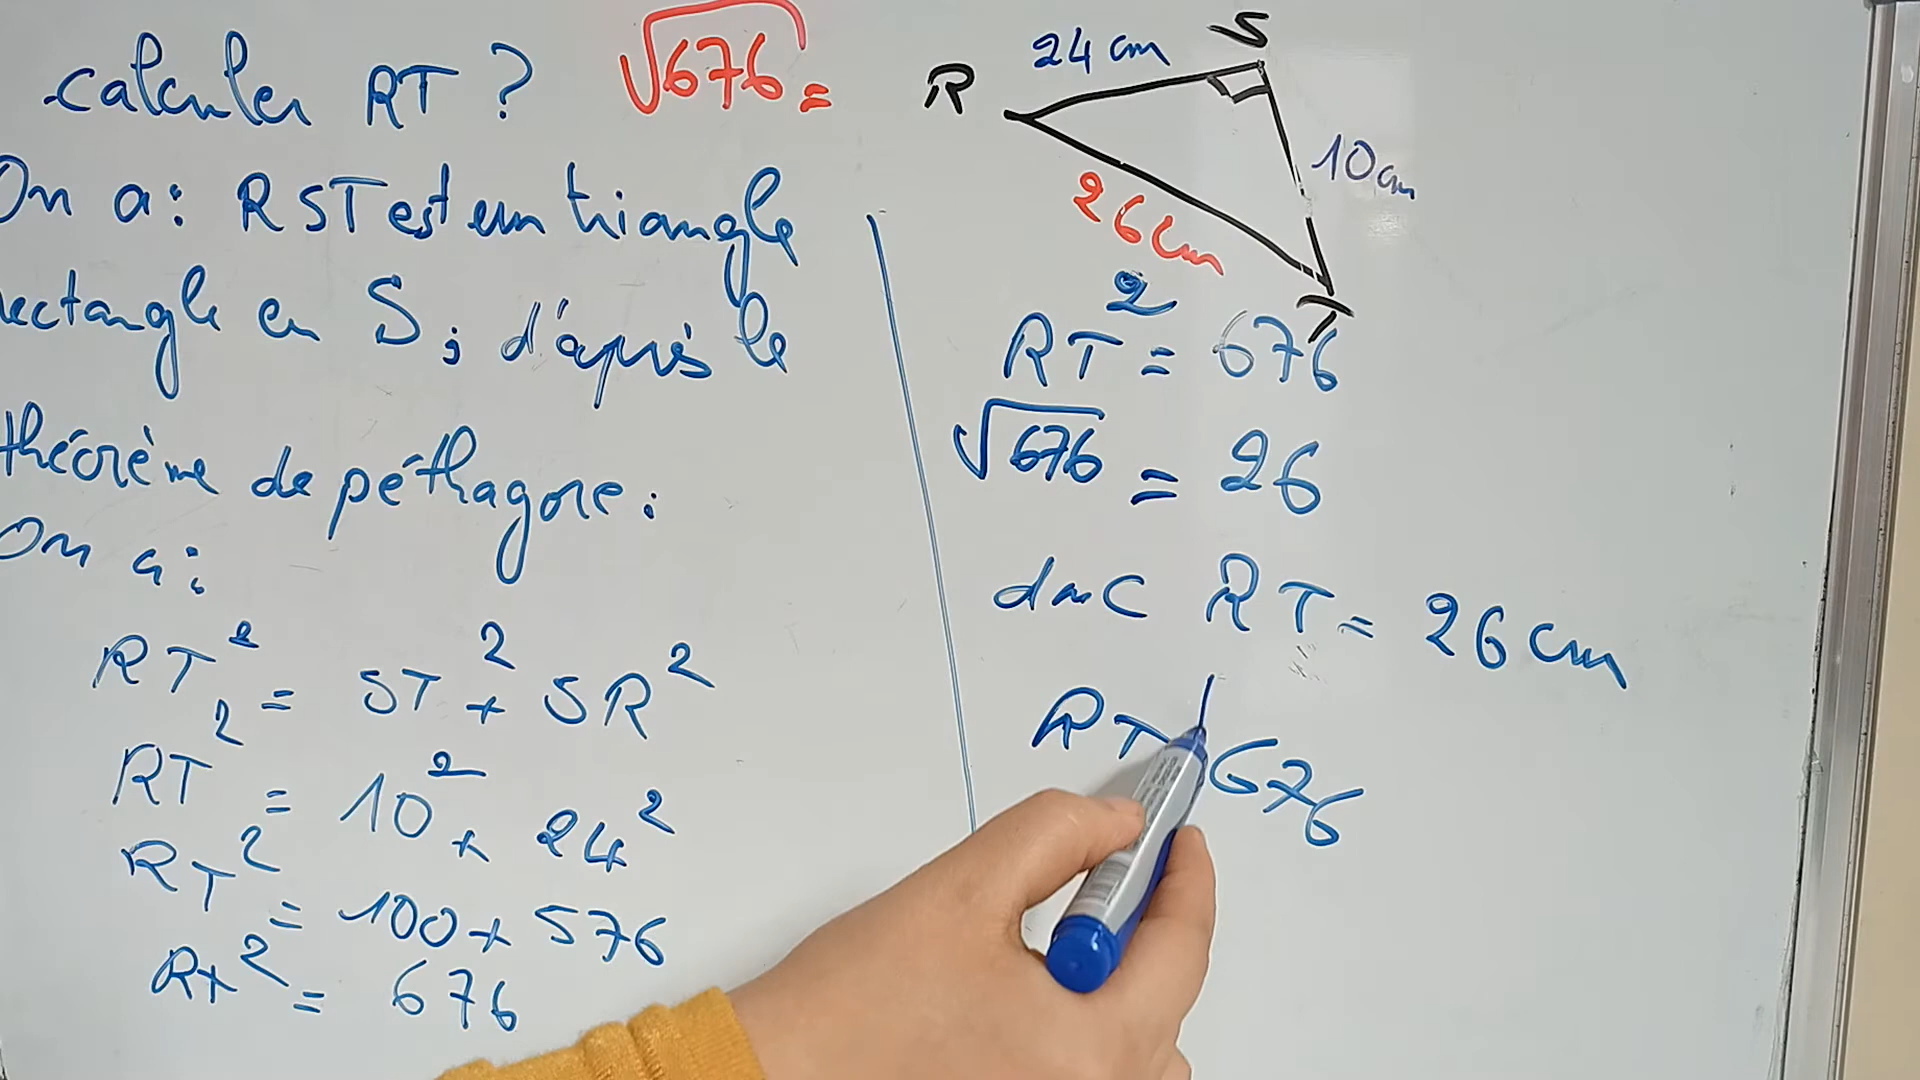 calculer RT ? √676 =
On a : RST est un triangle
rectangle en S ; d'après le
théorème de péthagore :
On a :
RT² = ST² + SR²
RT² = 10² + 24²
RT² = 100 + 576
RT² = 676
S
24 cm
R
10 cm
26 cm
T
RT² = 676
√676 = 26
donc RT = 26 cm
RT 676